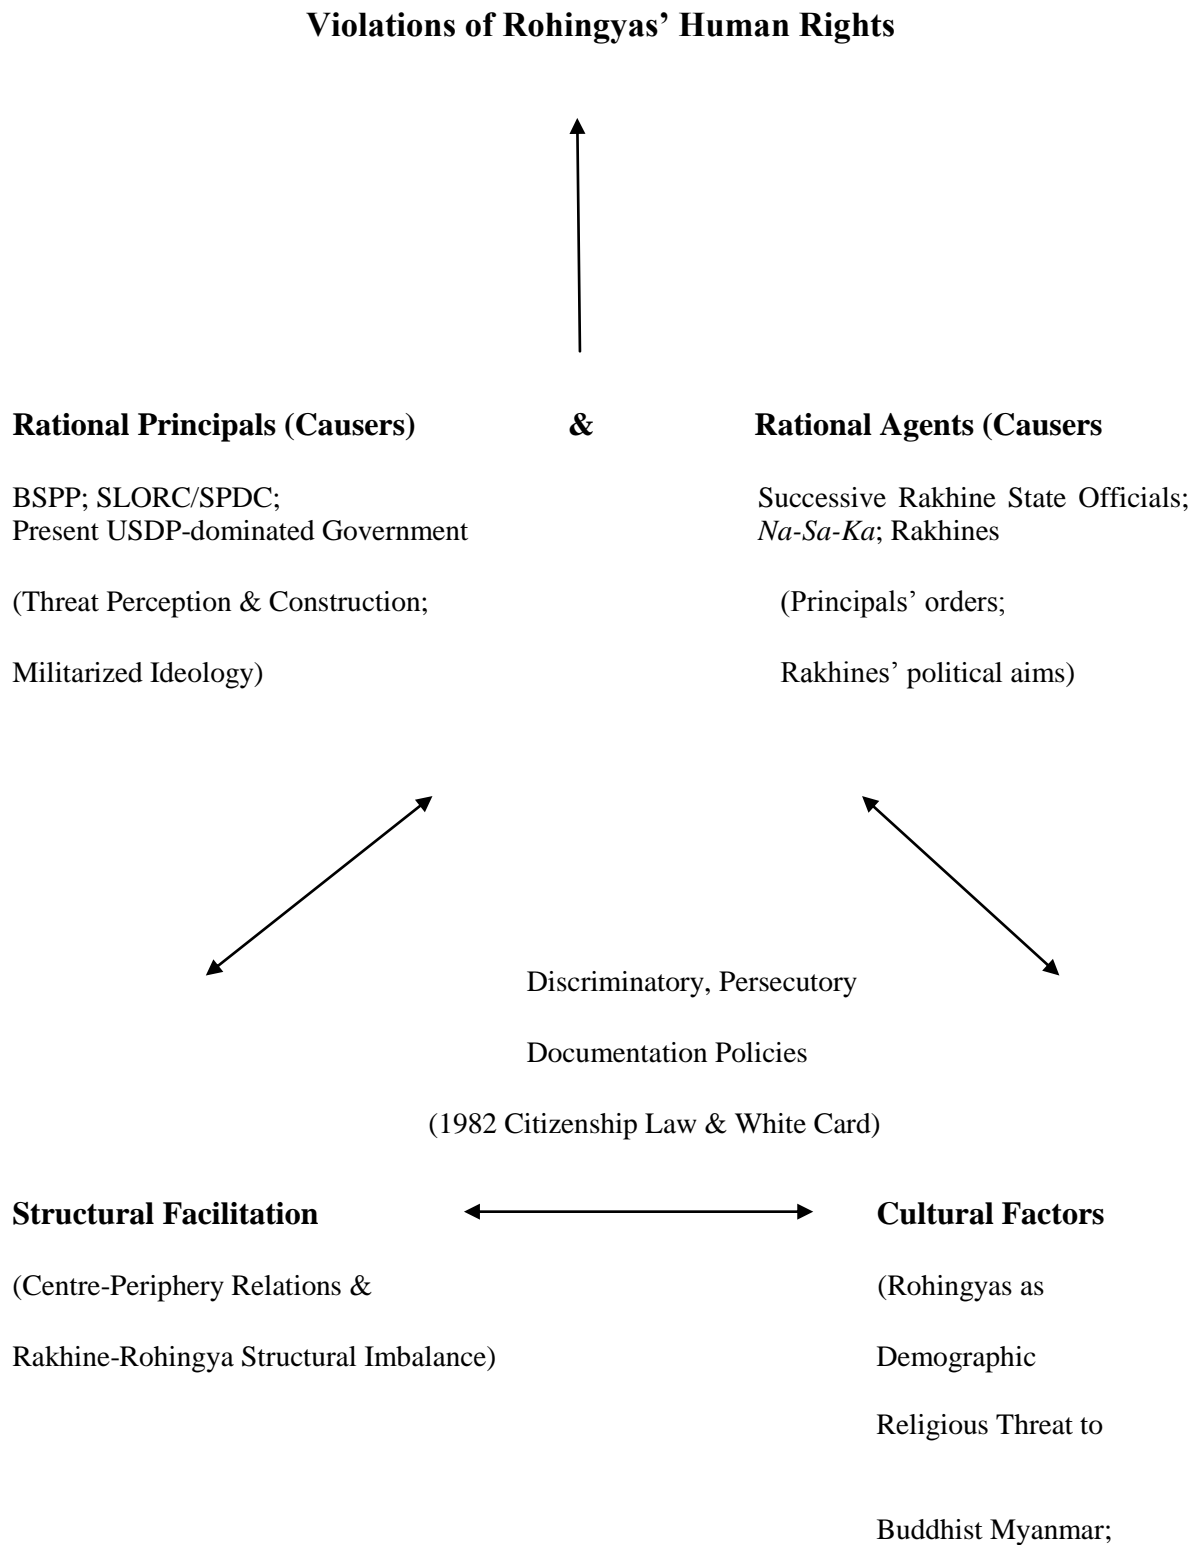 Violations of Rohingyas’ Human Rights
Rational Principals (Causers) & Rational Agents (Causers
BSPP; SLORC/SPDC;
Present USDP-dominated Government
(Threat Perception & Construction;
Militarized Ideology)
Successive Rakhine State Officials;
Na-Sa-Ka; Rakhines
(Principals’ orders;
Rakhines’ political aims)
Discriminatory, Persecutory
Documentation Policies
(1982 Citizenship Law & White Card)
Structural Facilitation
(Centre-Periphery Relations &
Rakhine-Rohingya Structural Imbalance)
Cultural Factors
(Rohingyas as
Demographic
Religious Threat to
Buddhist Myanmar;